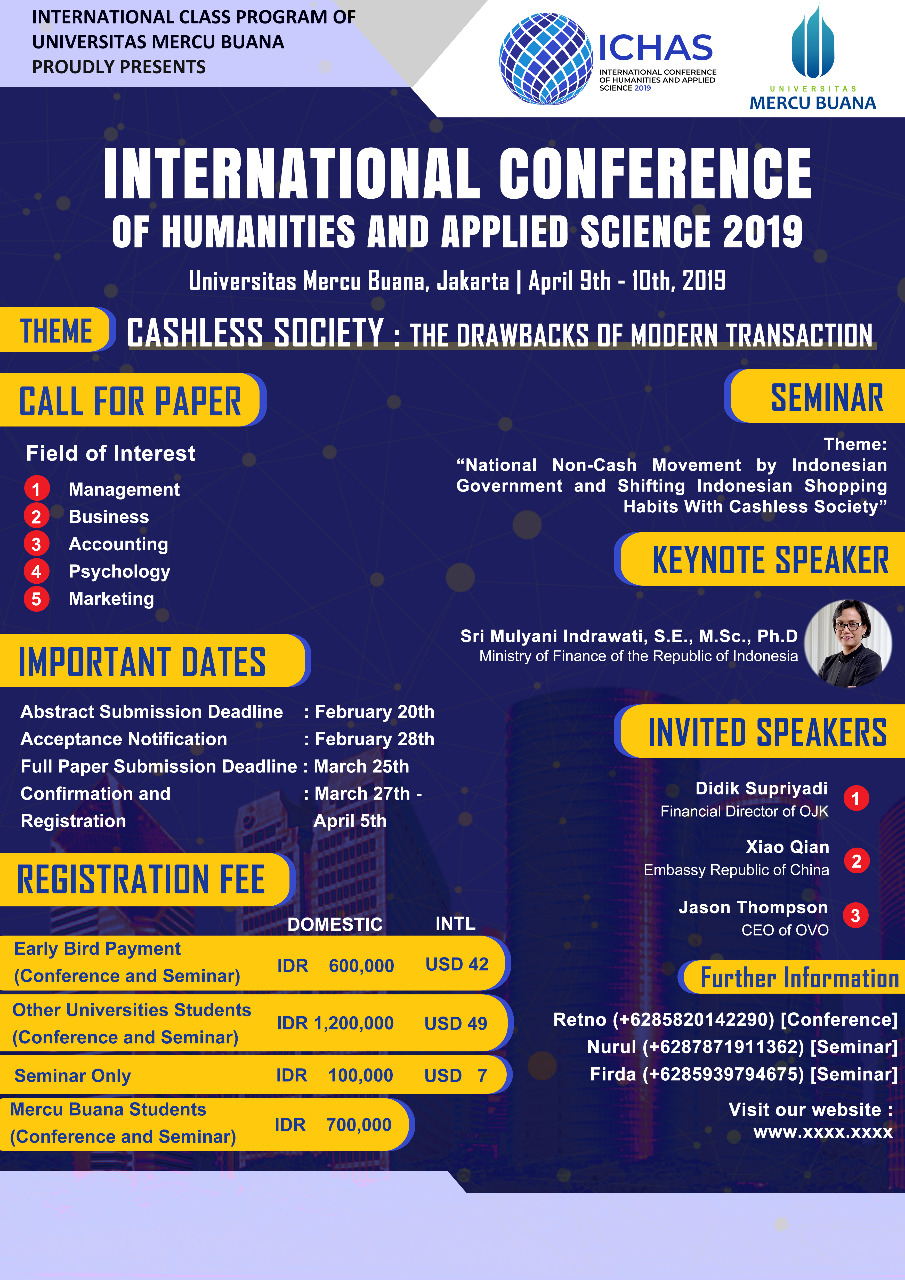 INTERNATIONAL CLASS PROGRAM OF
UNIVERSITAS MERCU BUANA
PROUDLY PRESENTS
ICHAS
INTERNATIONAL CONFERENCE
OF HUMANITIES AND APPLIED
SCIENCE 2019
UNIVERSITAS
MERCU BUANA
INTERNATIONAL CONFERENCE
OF HUMANITIES AND APPLIED SCIENCE 2019
Universitas Mercu Buana, Jakarta | April 9th - 10th, 2019
THEME CASHLESS SOCIETY : THE DRAWBACKS OF MODERN TRANSACTION
CALL FOR PAPER
Field of Interest
1 Management
2 Business
3 Accounting
4 Psychology
5 Marketing
IMPORTANT DATES
Abstract Submission Deadline : February 20th
Acceptance Notification : February 28th
Full Paper Submission Deadline : March 25th
Confirmation and : March 27th -
Registration April 5th
REGISTRATION FEE
DOMESTIC INTL
Early Bird Payment
(Conference and Seminar) IDR 600,000 USD 42
Other Universities Students
(Conference and Seminar) IDR 1,200,000 USD 49
Seminar Only IDR 100,000 USD 7
Mercu Buana Students
(Conference and Seminar) IDR 700,000
SEMINAR
Theme:
“National Non-Cash Movement by Indonesian
Government and Shifting Indonesian Shopping
Habits With Cashless Society”
KEYNOTE SPEAKER
Sri Mulyani Indrawati, S.E., M.Sc., Ph.D
Ministry of Finance of the Republic of Indonesia
INVITED SPEAKERS
Didik Supriyadi 1
Financial Director of OJK
Xiao Qian 2
Embassy Republic of China
Jason Thompson 3
CEO of OVO
Further Information
Retno (+6285820142290) [Conference]
Nurul (+6287871911362) [Seminar]
Firda (+6285939794675) [Seminar]
Visit our website :
www.xxxx.xxxx